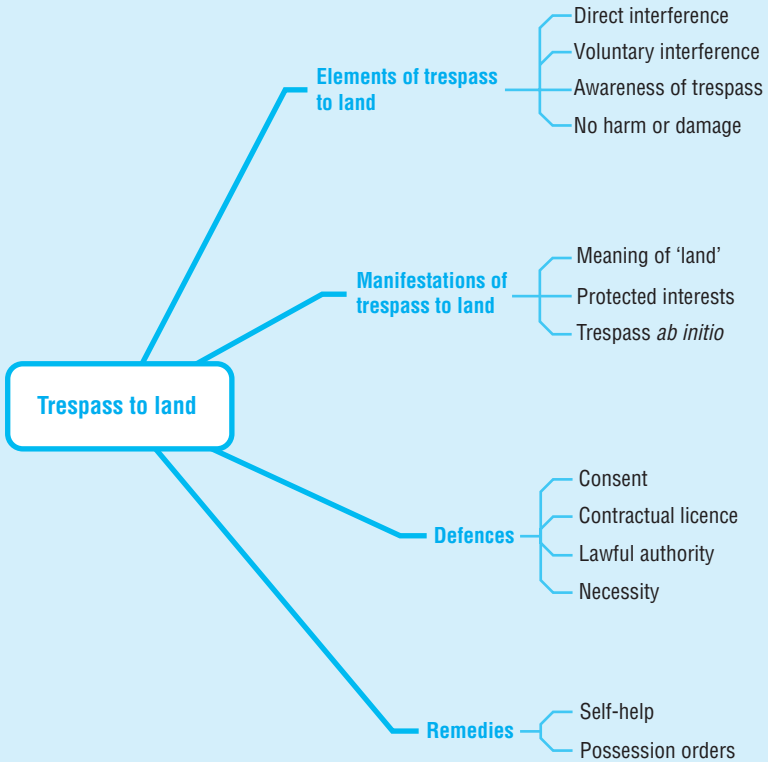 Trespass to land
Elements of trespass
to land
Direct interference
Voluntary interference
Awareness of trespass
No harm or damage
Manifestations of
trespass to land
Meaning of ‘land’
Protected interests
Trespass ab initio
Defences
Consent
Contractual licence
Lawful authority
Necessity
Remedies
Self-help
Possession orders